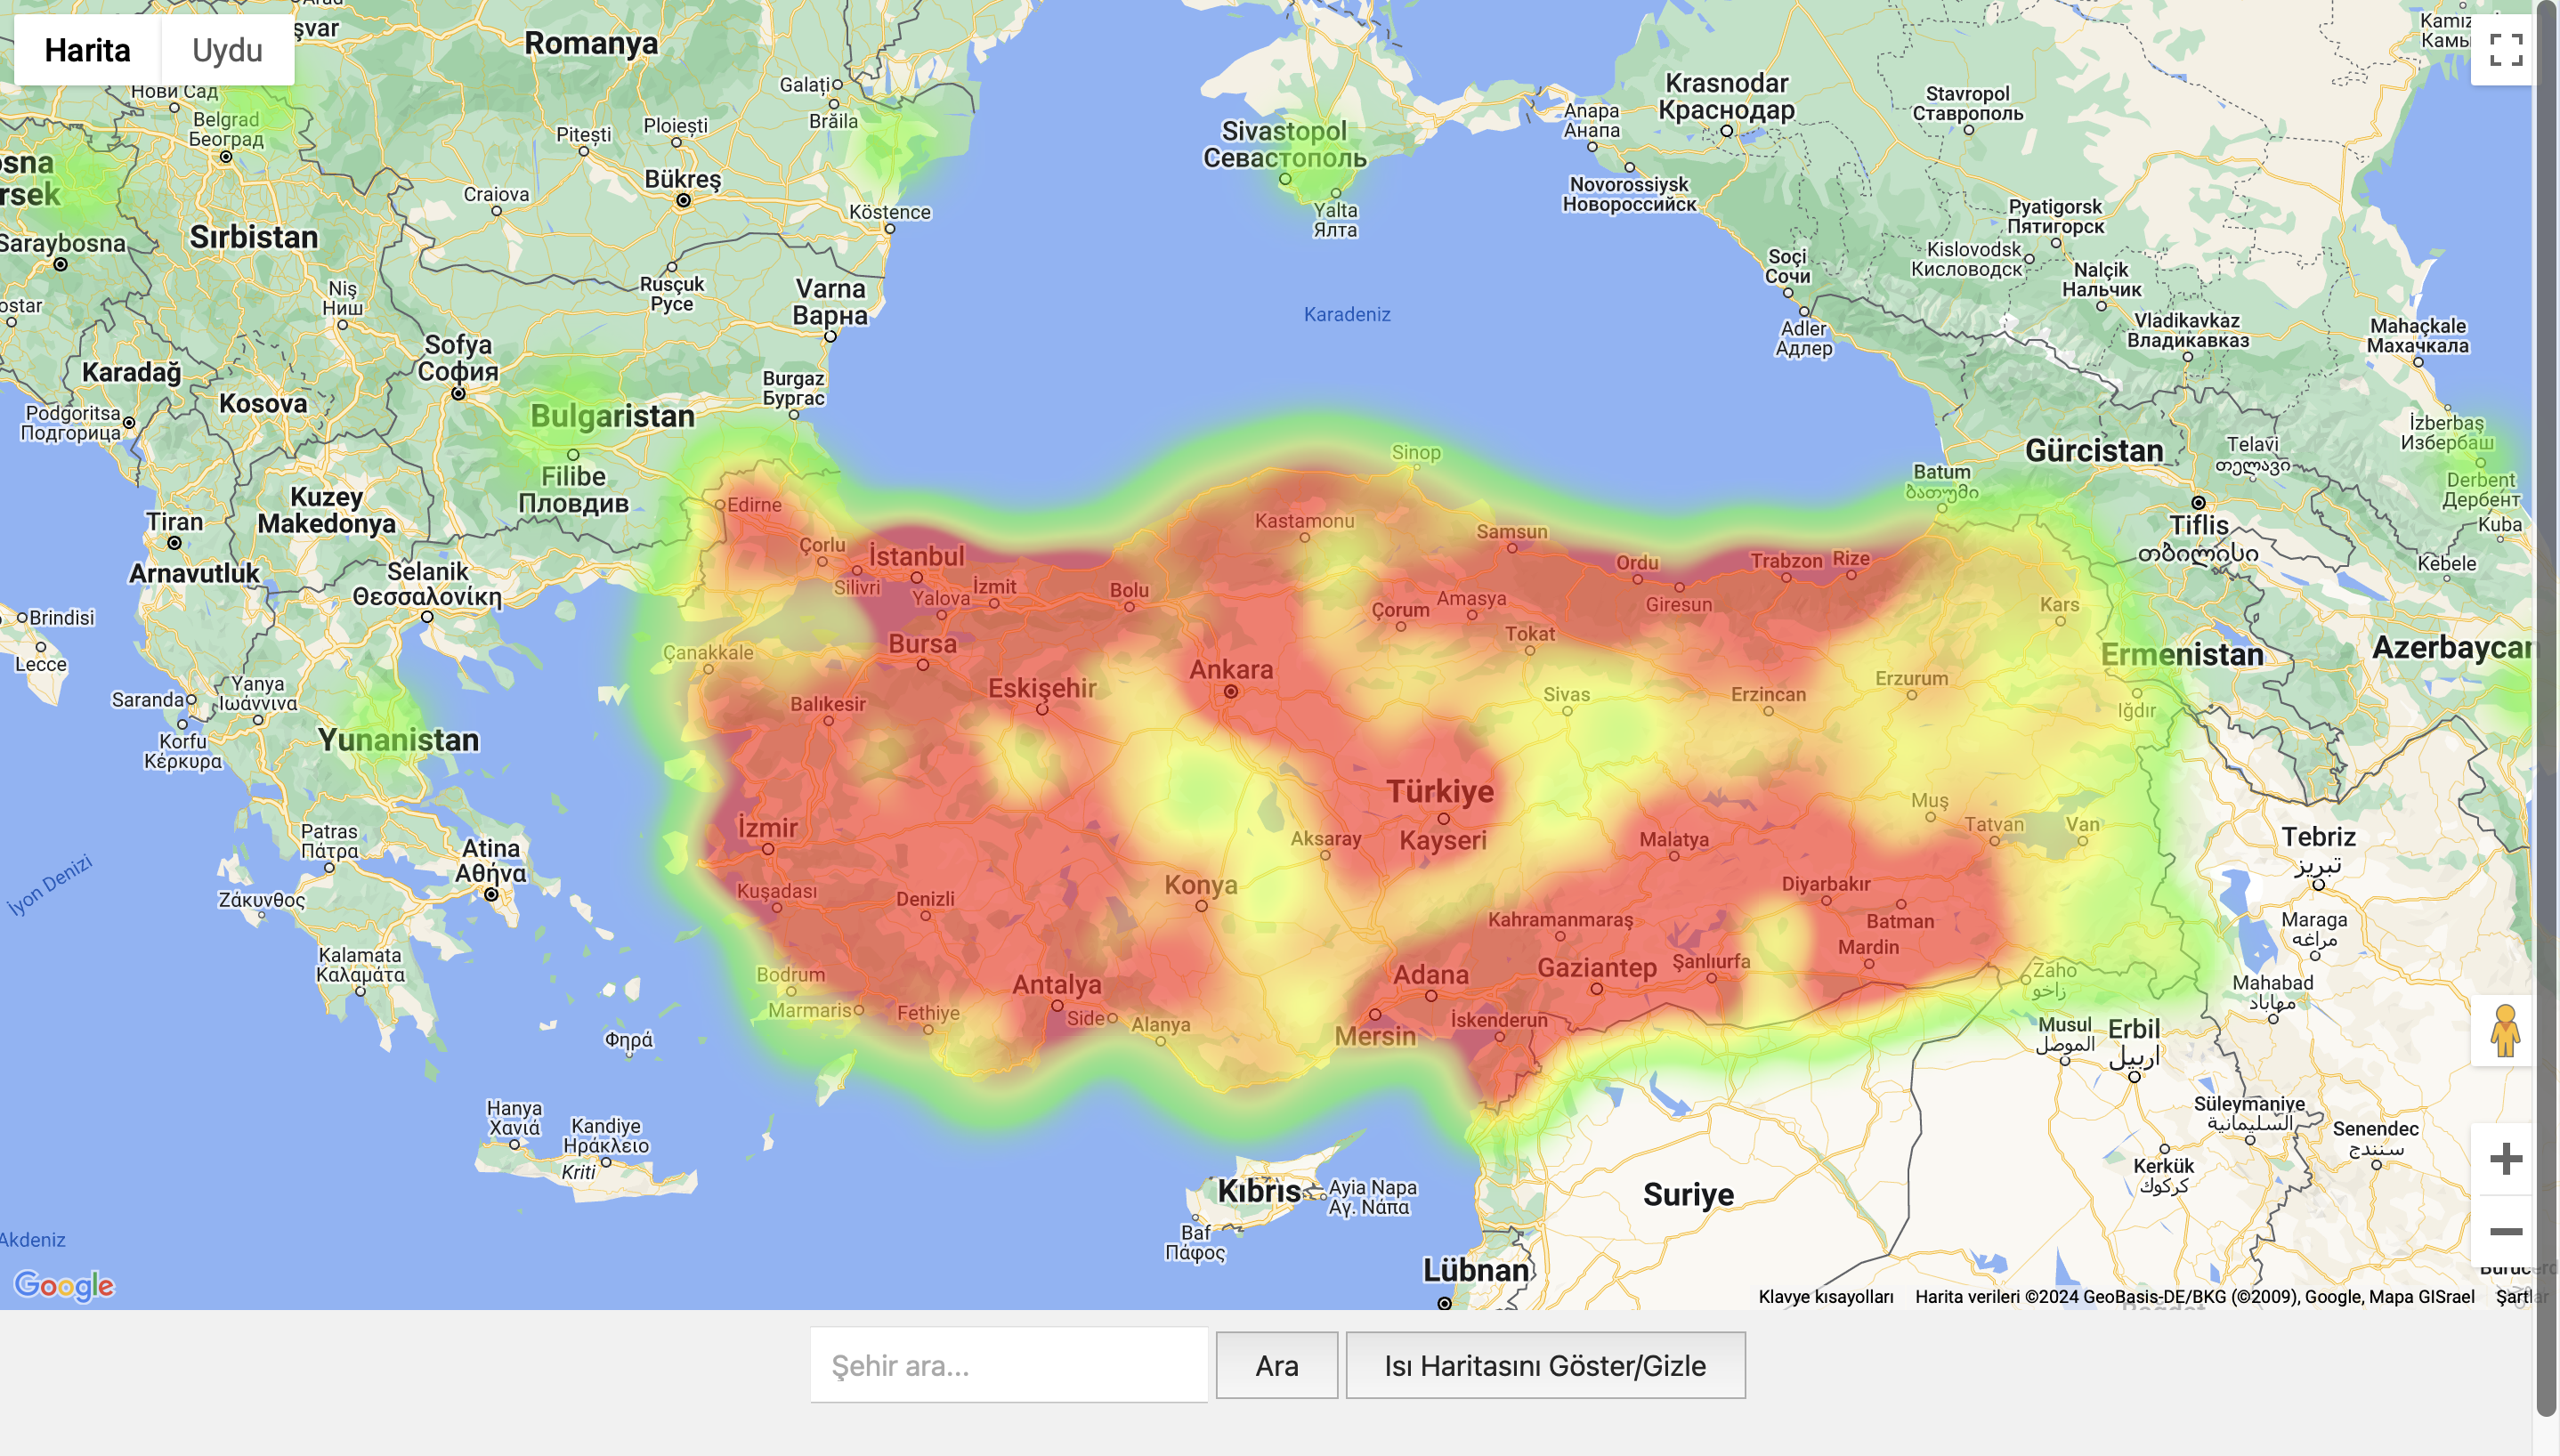 Harita
Uydu
Romanya
Galați
Brăila
Нови Сад
Belgrad
Београд
Pitești
Ploiești
Bükreş
Craiova
Köstence
Saraybosna
Sırbistan
Niş
Ниш
Rusçuk
Русе
Varna
Варна
Sofya
София
Karadağ
Kosova
Podgoritsa
Подгорица
Burgaz
Бургас
Bulgaristan
Filibe
Пловдив
Kuzey
Makedonya
Tiran
Arnavutluk
Selanik
Θεσσαλονίκη
Brindisi
Lecce
Saranda
Yanya
Ιωάννινα
Korfu
Κέρκυρα
Yunanistan
Patras
Πάτρα
Atina
Αθήνα
Ζάκυνθος
Kalamata
Καλαμάτα
İyon Denizi
Φηρά
Hanya
Χανιά
Kandiye
Ηράκλειο
Kriti
Akdeniz
Sivastopol
Севастополь
Yalta
Ялта
Karadeniz
Anapa
Анапа
Krasnodar
Краснодар
Novorossiysk
Новороссийск
Stavropol
Ставрополь
Pyatigorsk
Пятигорск
Kislovodsk
Кисловодск
Nalçik
Нальчик
Soçi
Сочи
Adler
Адлер
Vladikavkaz
Владикавказ
Mahaçkale
Махачкала
İzberbaş
Избербаш
Derbent
Дербент
Gürcistan
Telavi
თელავი
Batum
ბათუმი
Tiflis
თბილისი
Kuba
Kebele
Ermenistan
Azerbaycan
Edirne
Çorlu
İstanbul
Silivri
Yalova
İzmit
Bolu
Kastamonu
Sinop
Samsun
Ordu
Giresun
Trabzon
Rize
Kars
Çanakkale
Bursa
Balıkesir
Eskişehir
Ankara
Çorum
Amasya
Tokat
Sivas
Erzincan
Erzurum
Iğdır
Türkiye
Kayseri
Aksaray
Malatya
Muş
Tatvan
Van
İzmir
Kuşadası
Denizli
Konya
Kahramanmaraş
Diyarbakır
Batman
Mardin
Bodrum
Marmaris
Fethiye
Antalya
Side
Alanya
Adana
Mersin
Gaziantep
Şanlıurfa
İskenderun
Zaho
زاخو
Tebriz
تبریز
Maraga
مراغه
Mahabad
مهاباد
Musul
الموصل
Erbil
اربيل
Süleymaniye
السليمانية
Kerkük
كركوك
Senendec
سنندج
Kıbrıs
Ayia Napa
Αγ. Νάπα
Baf
Πάφος
Suriye
Lübnan
Google
Klavye kısayolları
Harita verileri ©2024 GeoBasis-DE/BKG (©2009), Google, Mapa GISrael
Şehir ara...
Ara
Isı Haritasını Göster/Gizle